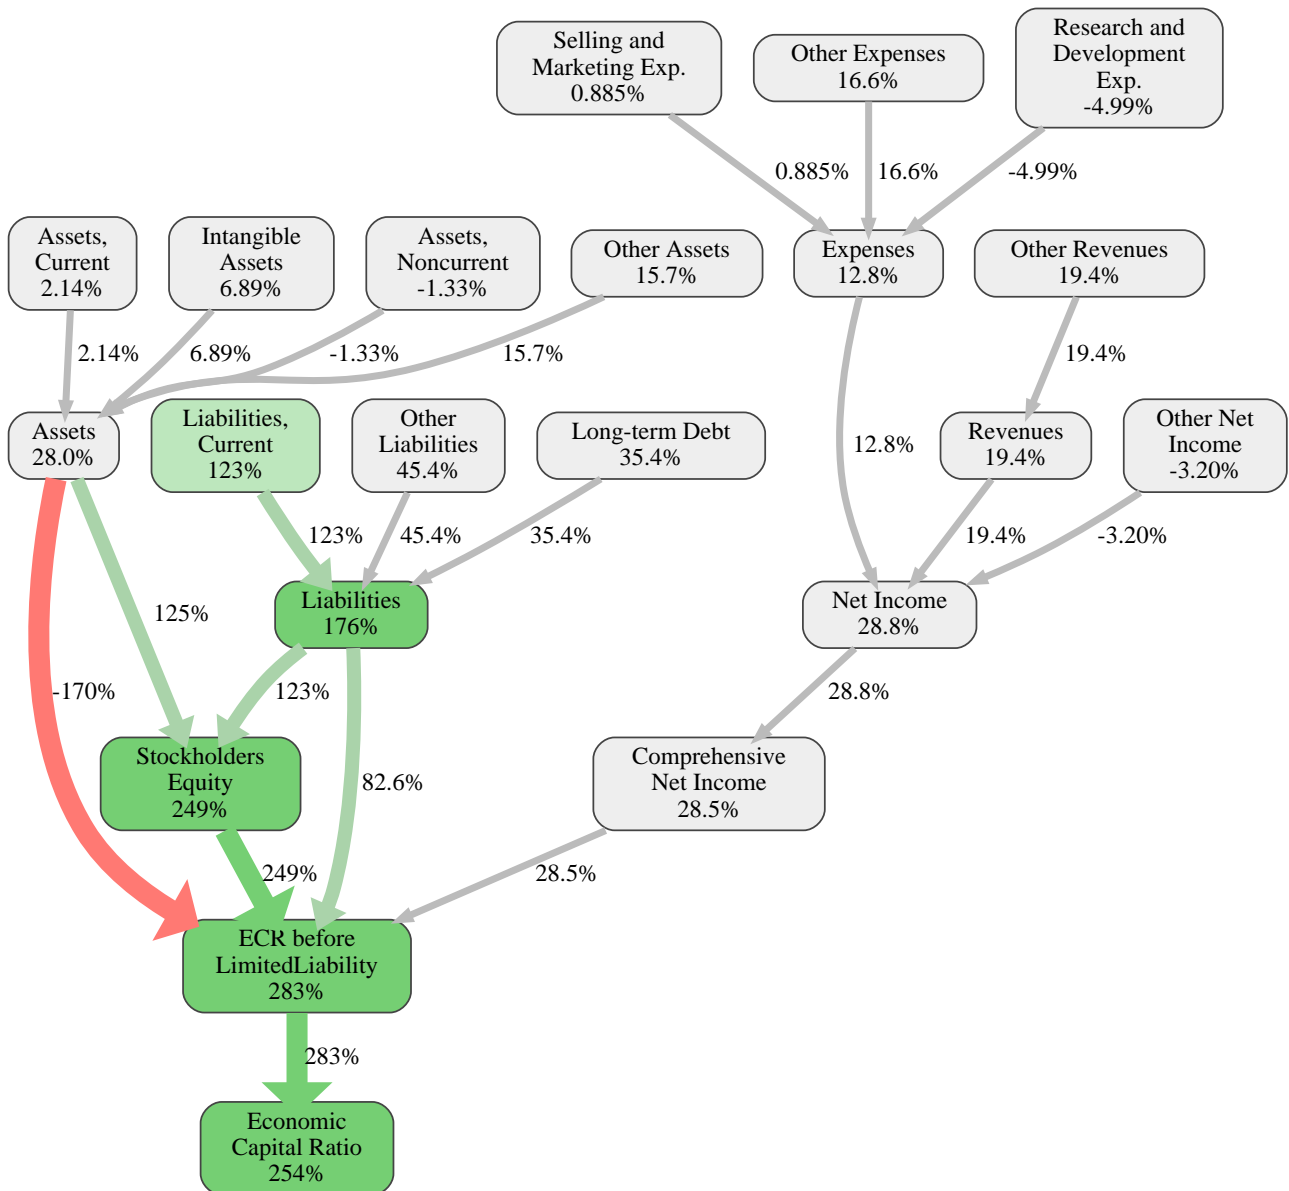 Selling and
Marketing Exp.
0.885%
Other Expenses
16.6%
Research and
Development
Exp.
-4.99%
0.885%
16.6%
-4.99%
Assets,
Current
2.14%
Intangible
Assets
6.89%
Assets,
Noncurrent
-1.33%
Other Assets
15.7%
Expenses
12.8%
Other Revenues
19.4%
2.14%
6.89%
-1.33%
15.7%
19.4%
Assets
28.0%
Liabilities,
Current
123%
Other
Liabilities
45.4%
Long-term Debt
35.4%
12.8%
Revenues
19.4%
Other Net
Income
-3.20%
123%
45.4%
35.4%
19.4%
-3.20%
125%
Liabilities
176%
Net Income
28.8%
-170%
123%
28.8%
Stockholders
Equity
249%
82.6%
Comprehensive
Net Income
28.5%
249%
28.5%
ECR before
LimitedLiability
283%
283%
Economic
Capital Ratio
254%